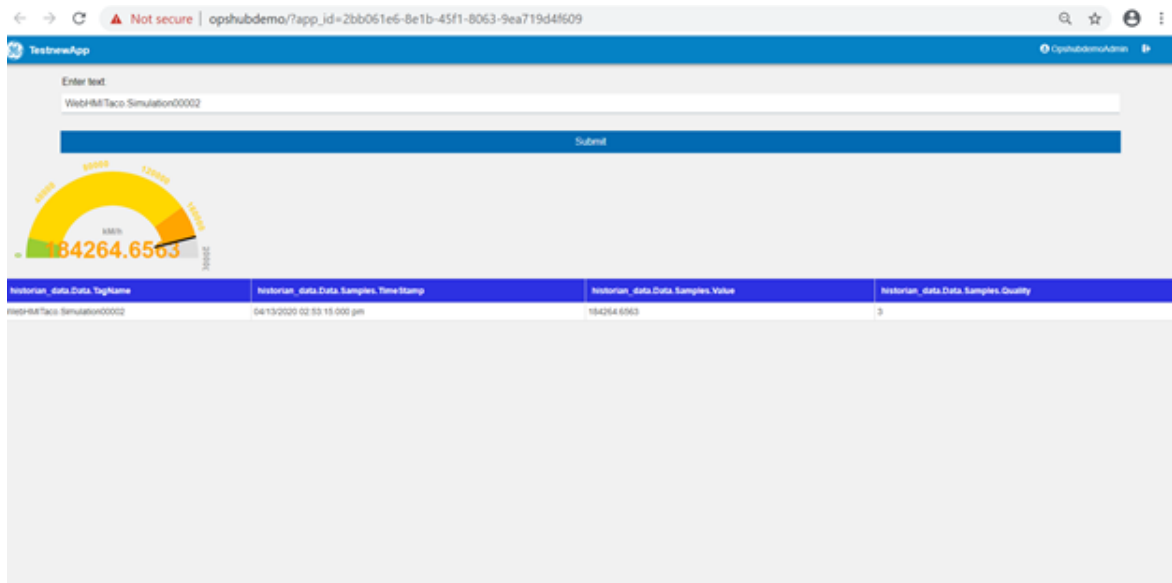 Not secure | opshubdemo/?app_id=2bb061e6-8e1b-45f1-8063-9ea719d4f609
TestnewApp
OpshubdemoAdmin
Enter text
WebHMITaco.Simulation00002
Submit
0
40000
80000
120000
160000
km/h
184264.6563
historian_data.Data.TagName historian_data.Data.Samples.TimeStamp historian_data.Data.Samples.Value historian_data.Data.Samples.Quality
WebHMITaco.Simulation00002 04/13/2020 02:53:15.000 pm 184264.6563 3